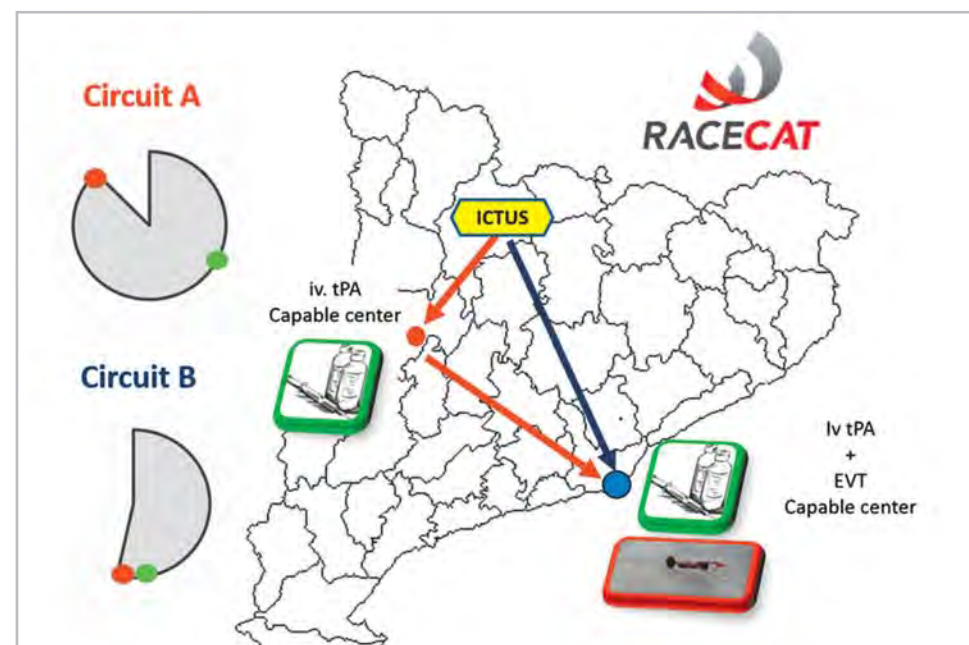 Circuit A
RACECAT
ICTUS
iv. tPA
Capable center
Circuit B
Iv tPA
+
EVT
Capable center